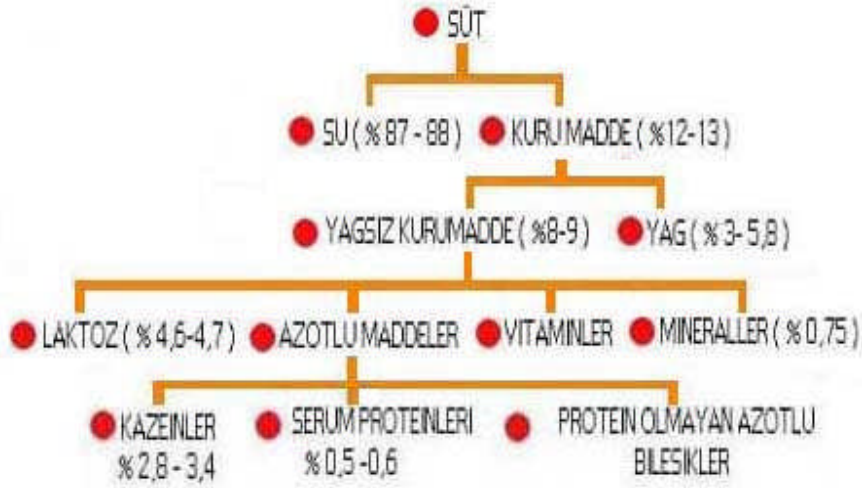 SÜT
SU ( % 87 - 88 ) KURU MADDE ( %12-13 )
YAGSIZ KURUMADDE ( %8-9 ) YAG ( % 3- 5,8 )
LAKTOZ ( % 4,6-4,7 ) AZOTLU MADDELER VITAMINLER MINERALLER ( % 0,75 )
KAZEINLER SERUM PROTEINLERI PROTEIN OLMAYAN AZOTLU
% 2,8 - 3,4 % 0,5 -0,6 BILESIKLER